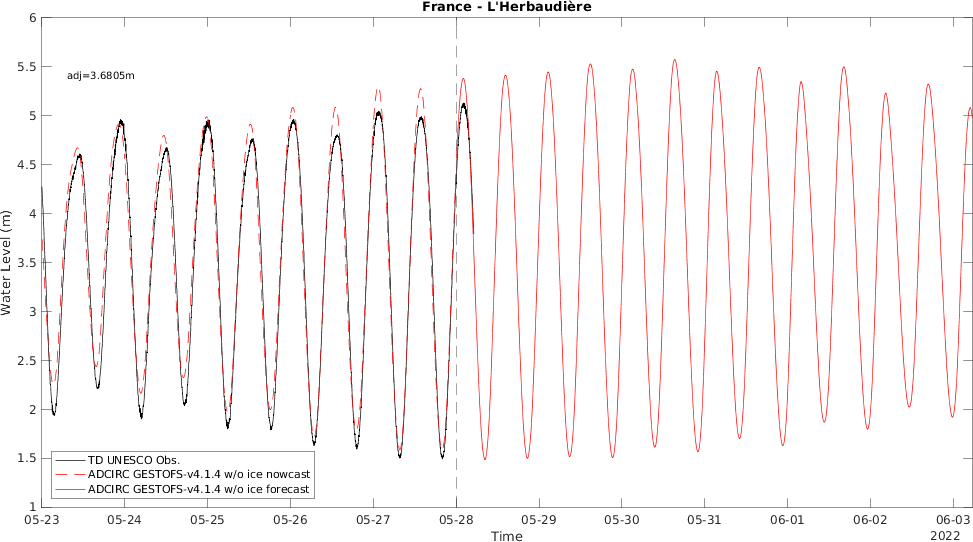 France - L'Herbaudière
adj=3.6805m
Water Level (m)
6
5.5
5
4.5
4
3.5
3
2.5
2
1.5
1
TD UNESCO Obs.
ADCIRC GESTOFS-v4.1.4 w/o ice nowcast
ADCIRC GESTOFS-v4.1.4 w/o ice forecast
05-23 05-24 05-25 05-26 05-27 05-28 05-29 05-30 05-31 06-01 06-02 06-03
Time
2022